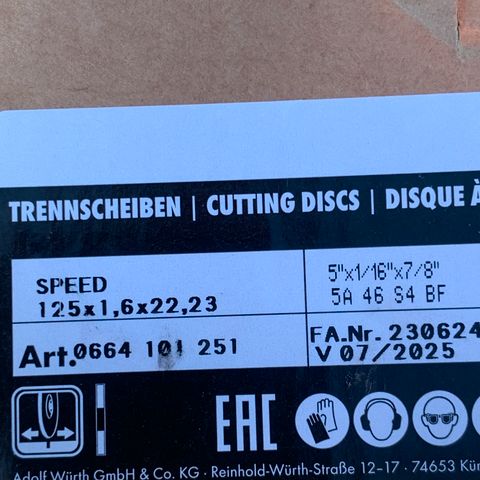 TRENNSCHEIBEN | CUTTING DISCS | DISQUE À
SPEED
125x1,6x22,23
5"x1/16"x7/8"
5A 46 S4 BF
Art.0664 101 251
FA.Nr. 230624
V 07/2025
EAC
Adolf Würth GmbH & Co. KG · Reinhold-Würth-Straße 12–17 · 74653 Kün